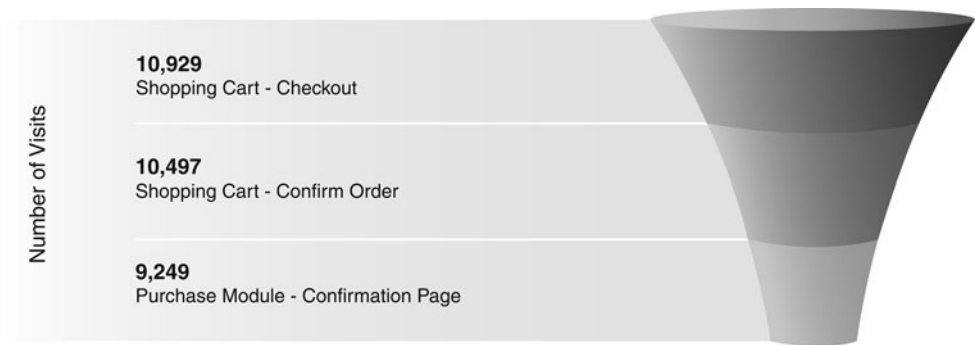 Number of Visits
10,929
Shopping Cart - Checkout
10,497
Shopping Cart - Confirm Order
9,249
Purchase Module - Confirmation Page